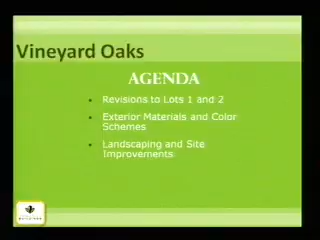 Vineyard Oaks
AGENDA
Revisions to Lots 1 and 2
Exterior Materials and Color
Schemes
Landscaping and Site
Improvements